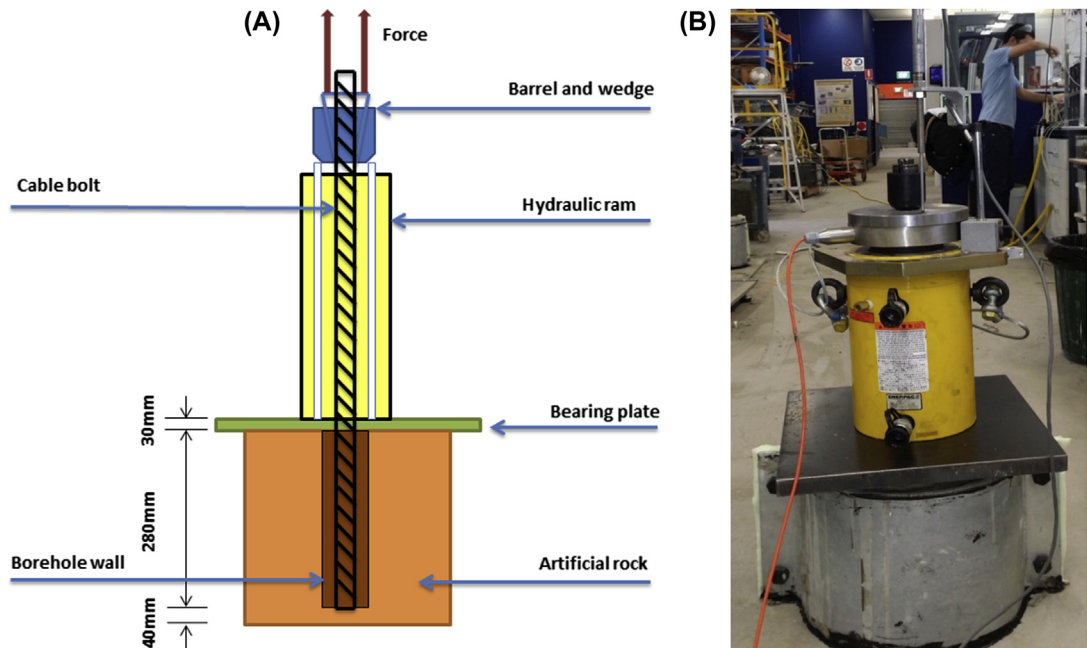 (A)
(B)
Force
Barrel and wedge
Cable bolt
Hydraulic ram
Bearing plate
30mm
280mm
Borehole wall
Artificial rock
40mm
ENERPAC